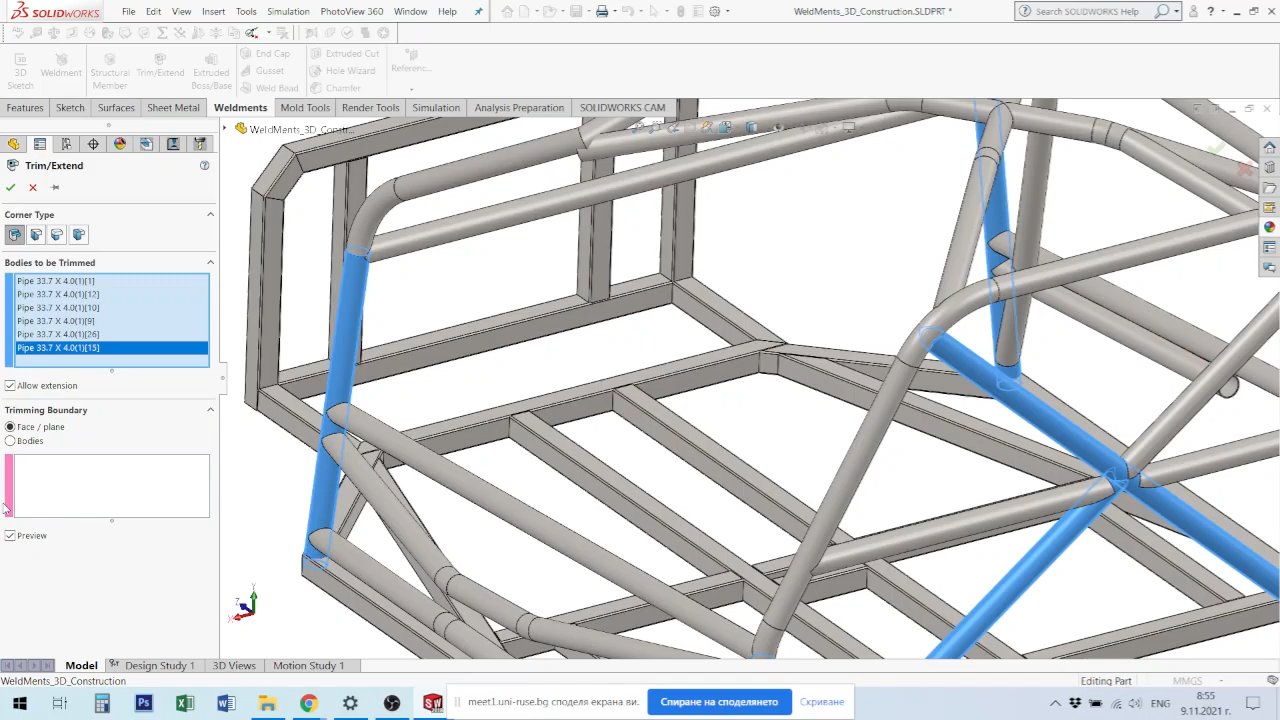 SOLIDWORKS File Edit View Insert Tools Simulation PhotoView 360 Window Help WeldMents_3D_Construction.SLDPRT * Search SOLIDWORKS Help
3D Sketch
Weldment
Structural Member
Trim/Extend
Extruded Boss/Base
End Cap
Gusset
Weld Bead
Extruded Cut
Hole Wizard
Chamfer
Referenc...
Features Sketch Surfaces Sheet Metal Weldments Mold Tools Render Tools Simulation Analysis Preparation SOLIDWORKS CAM
WeldMents_3D_Constr...
Trim/Extend
Corner Type
Bodies to be Trimmed
Pipe 33.7 X 4.0(1)[1]
Pipe 33.7 X 4.0(1)[12]
Pipe 33.7 X 4.0(1)[10]
Pipe 33.7 X 4.0(1)[9]
Pipe 33.7 X 4.0(1)[26]
Pipe 33.7 X 4.0(1)[15]
Allow extension
Trimming Boundary
Face / plane
Bodies
Preview
Y
Z
X
Model Design Study 1 3D Views Motion Study 1
WeldMents_3D_Construction Editing Part MMGS
meet1.uni-ruse.bg споделя екрана ви. Спиране на споделянето Скриване
ENG 8:55
9.11.2021 г.